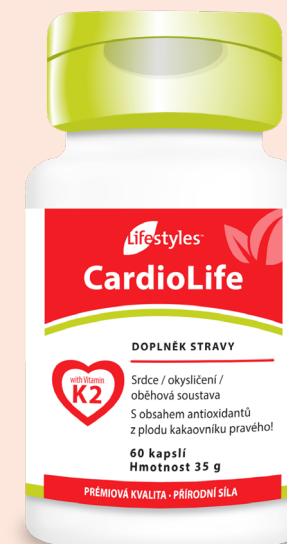 Lifestyles™
CardioLife
DOPLNĚK STRAVY
with Vitamin
K2
Srdce / okysličení /
oběhová soustava
S obsahem antioxidantů
z plodu kakaovníku pravého!
60 kapslí
Hmotnost 35 g
PRÉMIOVÁ KVALITA · PŘÍRODNÍ SÍLA